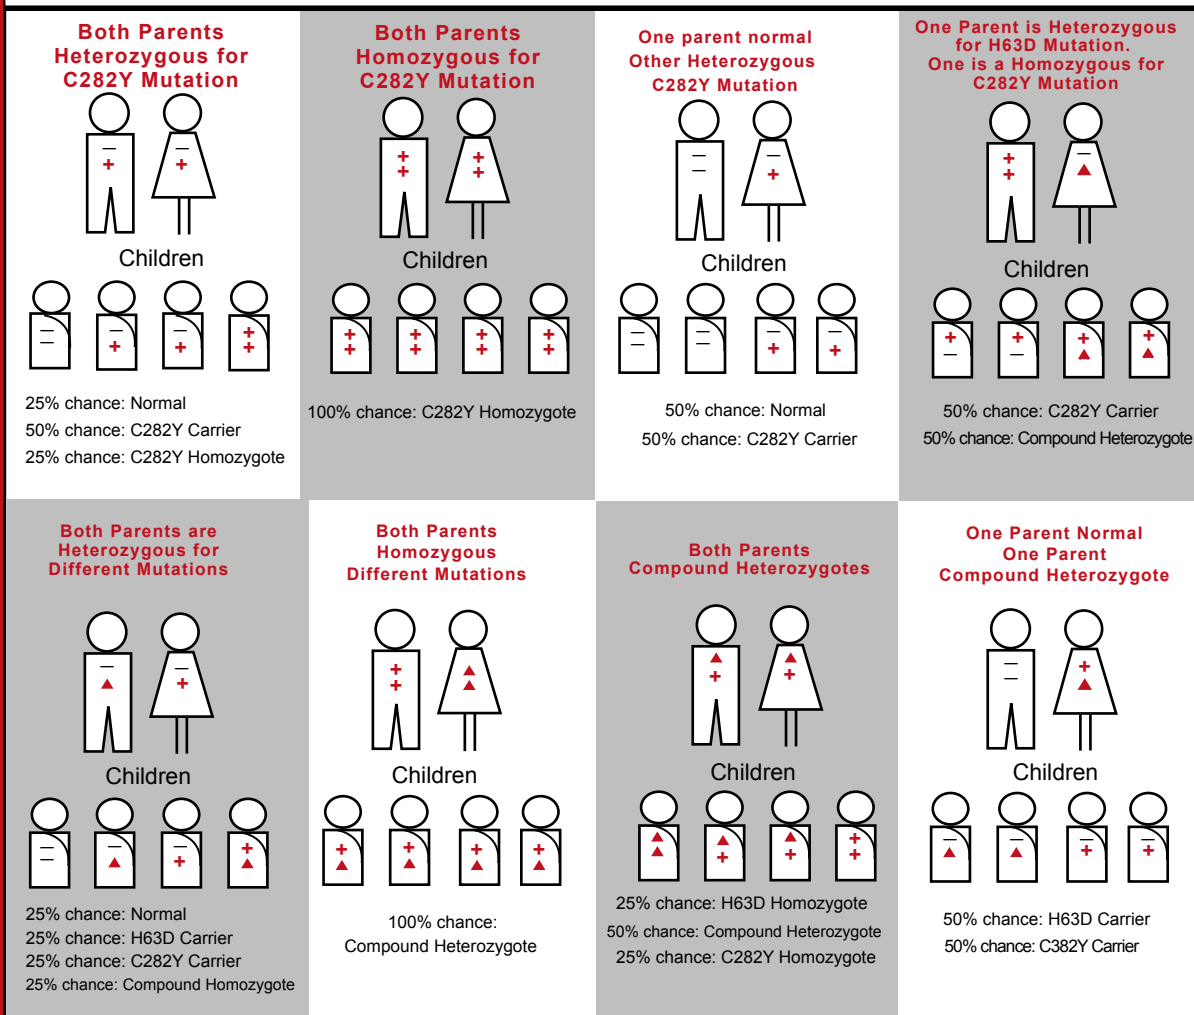 Both Parents
Heterozygous for
C282Y Mutation
Children
25% chance: Normal
50% chance: C282Y Carrier
25% chance: C282Y Homozygote
Both Parents
Homozygous for
C282Y Mutation
Children
100% chance: C282Y Homozygote
One parent normal
Other Heterozygous
C282Y Mutation
Children
50% chance: Normal
50% chance: C282Y Carrier
One Parent is Heterozygous
for H63D Mutation.
One is a Homozygous for
C282Y Mutation
Children
50% chance: C282Y Carrier
50% chance: Compound Heterozygote
Both Parents are
Heterozygous for
Different Mutations
Children
25% chance: Normal
25% chance: H63D Carrier
25% chance: C282Y Carrier
25% chance: Compound Homozygote
Both Parents
Homozygous
Different Mutations
Children
100% chance:
Compound Heterozygote
Both Parents
Compound Heterozygotes
Children
25% chance: H63D Homozygote
50% chance: Compound Heterozygote
25% chance: C282Y Homozygote
One Parent Normal
One Parent
Compound Heterozygote
Children
50% chance: H63D Carrier
50% chance: C382Y Carrier